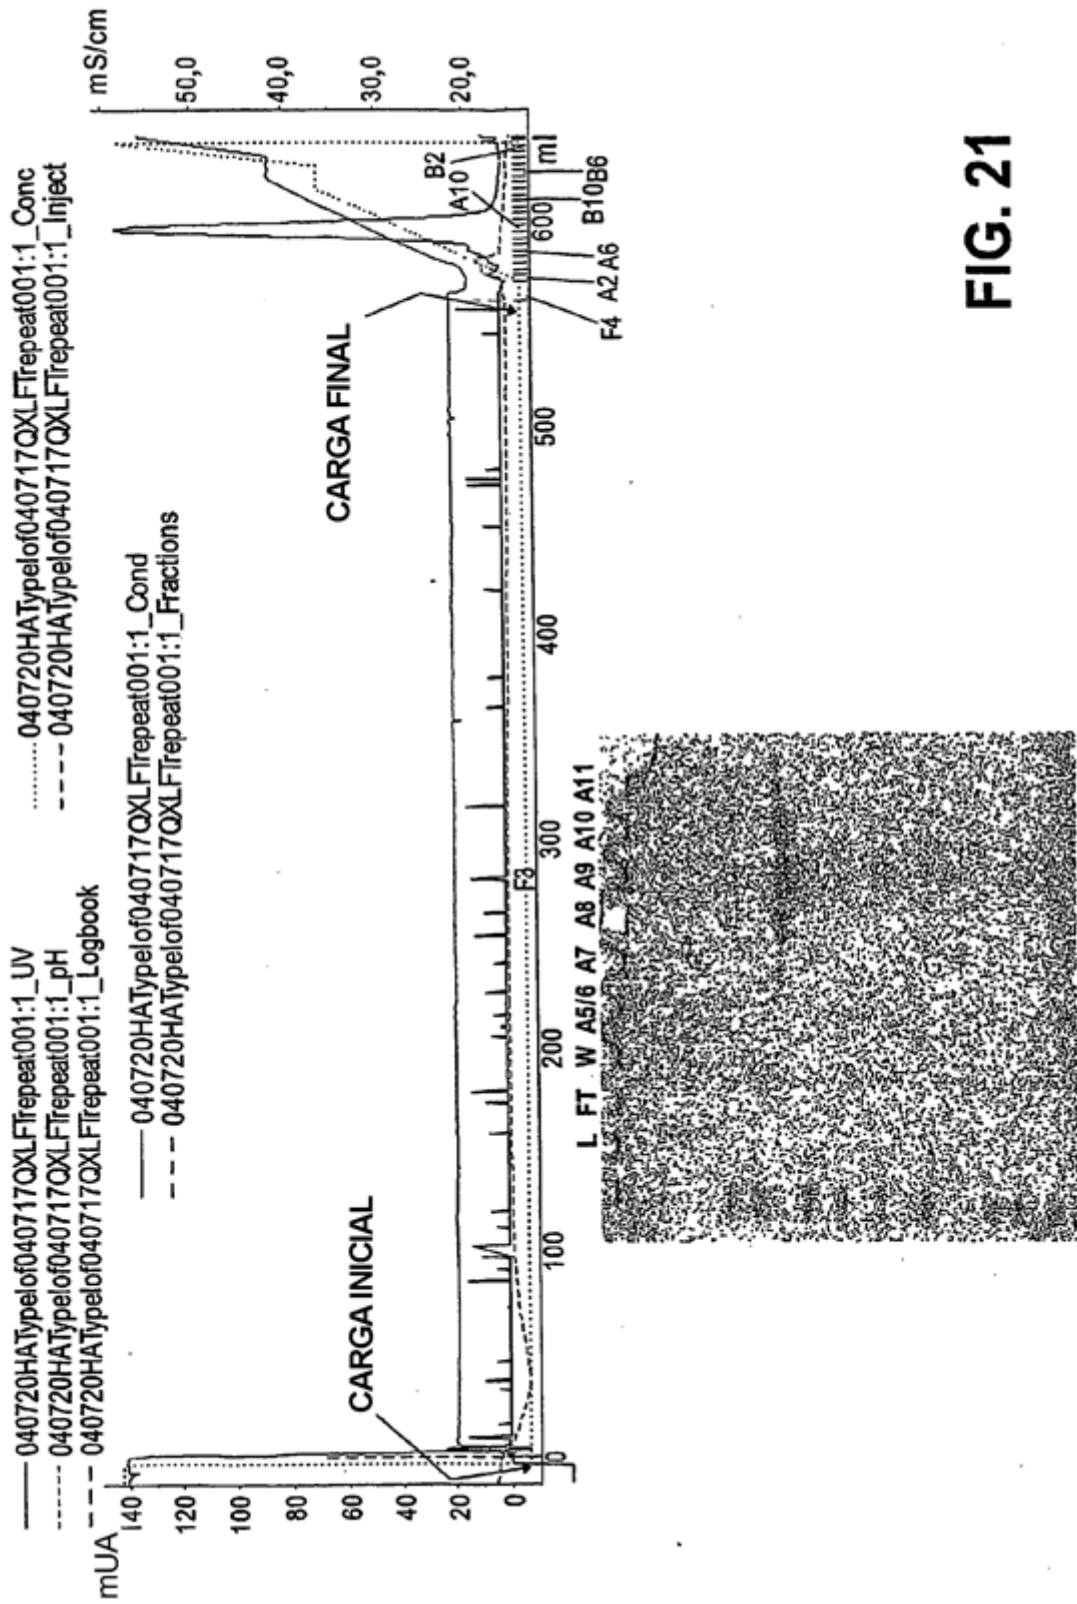 040720HATypeIof040717QXLFTrepeat001:1_UV
040720HATypeIof040717QXLFTrepeat001:1_pH
040720HATypeIof040717QXLFTrepeat001:1_Logbook
040720HATypeIof040717QXLFTrepeat001:1_Conc
040720HATypeIof040717QXLFTrepeat001:1_Inject
040720HATypeIof040717QXLFTrepeat001:1_Cond
040720HATypeIof040717QXLFTrepeat001:1_Fractions
mUA
140
120
100
80
60
40
20
0
mS/cm
50,0
40,0
30,0
20,0
CARGA INICIAL
CARGA FINAL
A10 B2
F3
0 100 200 300 400 500 600 ml
F4 A2 A6 B10 B6
L FT W A5/6 A7 A8 A9 A10 A11
FIG. 21